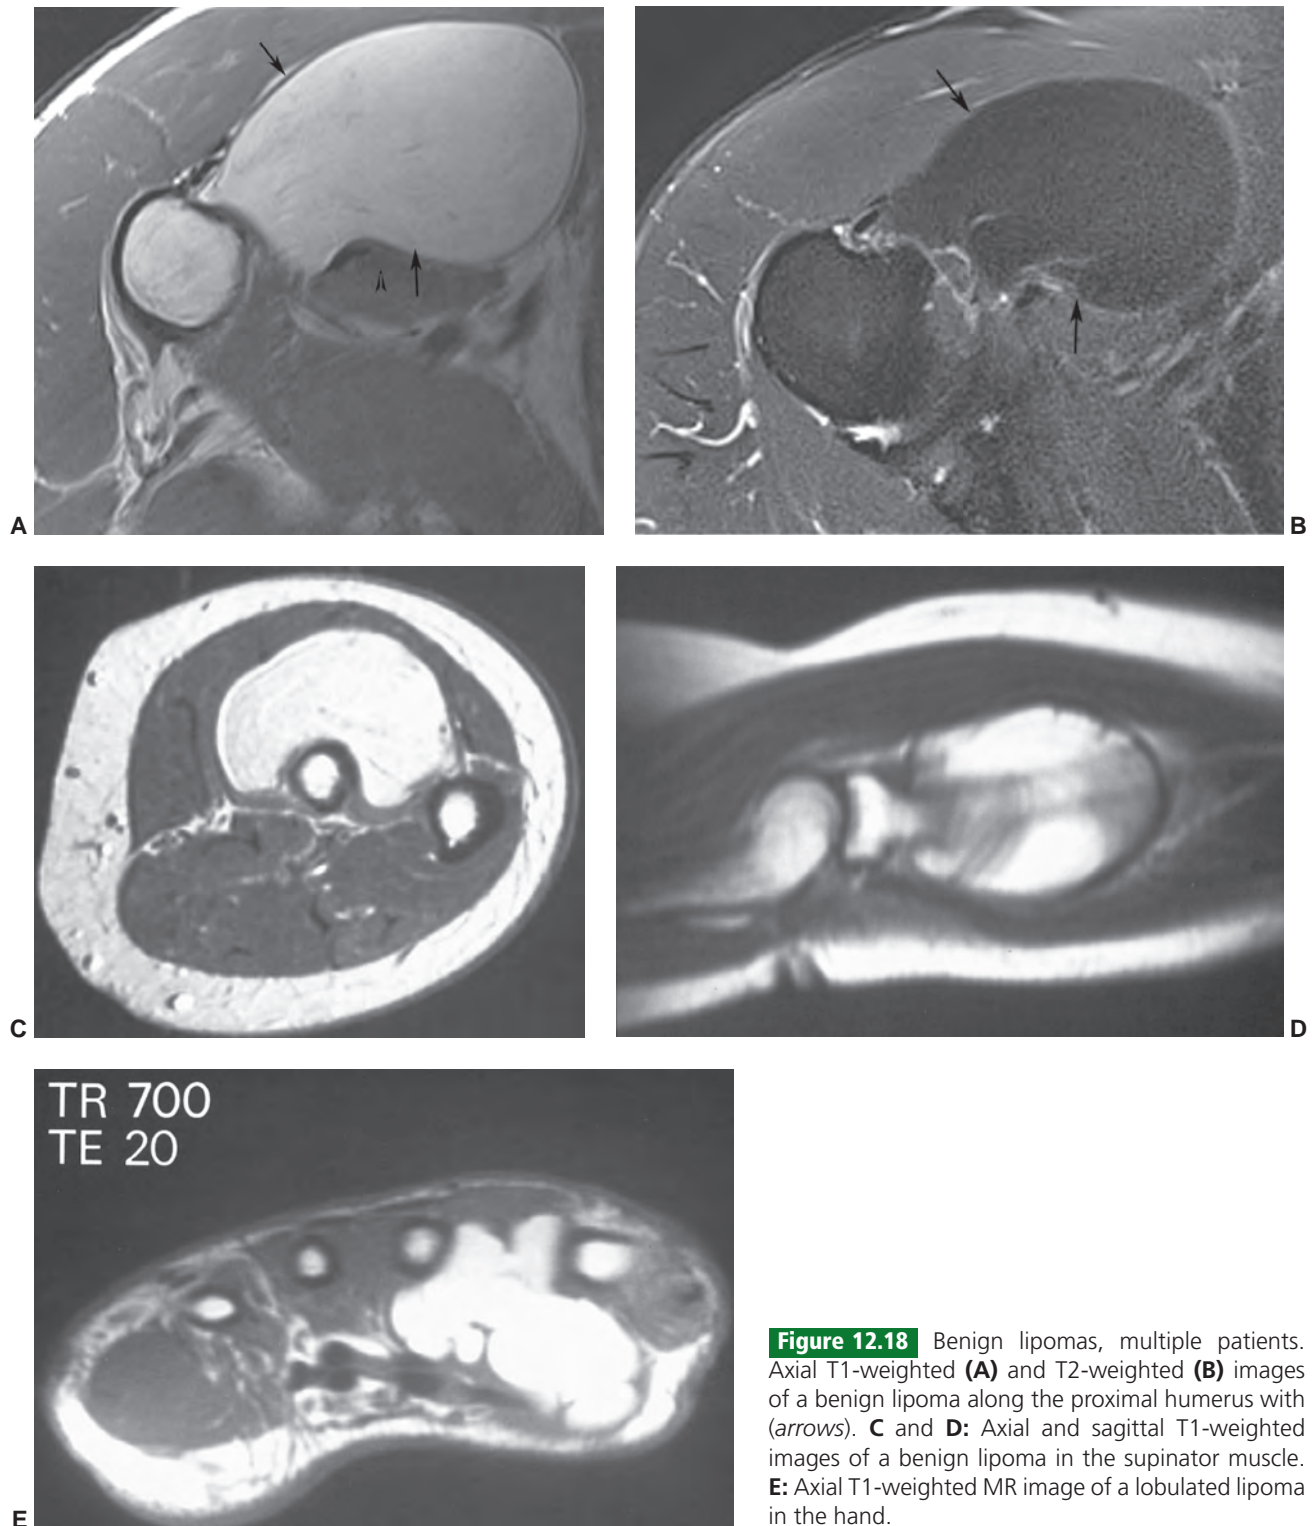 A
B
C
D
TR 700
TE 20
E
Figure 12.18 Benign lipomas, multiple patients.
Axial T1-weighted (A) and T2-weighted (B) images
of a benign lipoma along the proximal humerus with
(arrows). C and D: Axial and sagittal T1-weighted
images of a benign lipoma in the supinator muscle.
E: Axial T1-weighted MR image of a lobulated lipoma
in the hand.